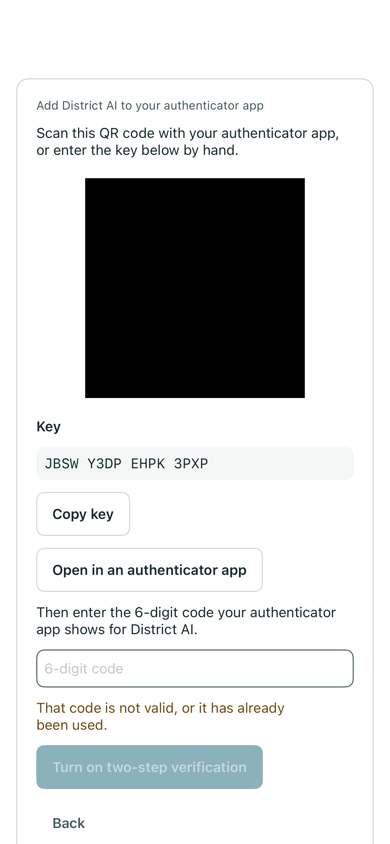 Add District AI to your authenticator app
Scan this QR code with your authenticator app,
or enter the key below by hand.
Key
JBSW Y3DP EHPK 3PXP
Copy key
Open in an authenticator app
Then enter the 6-digit code your authenticator
app shows for District AI.
6-digit code
That code is not valid, or it has already
been used.
Turn on two-step verification
Back